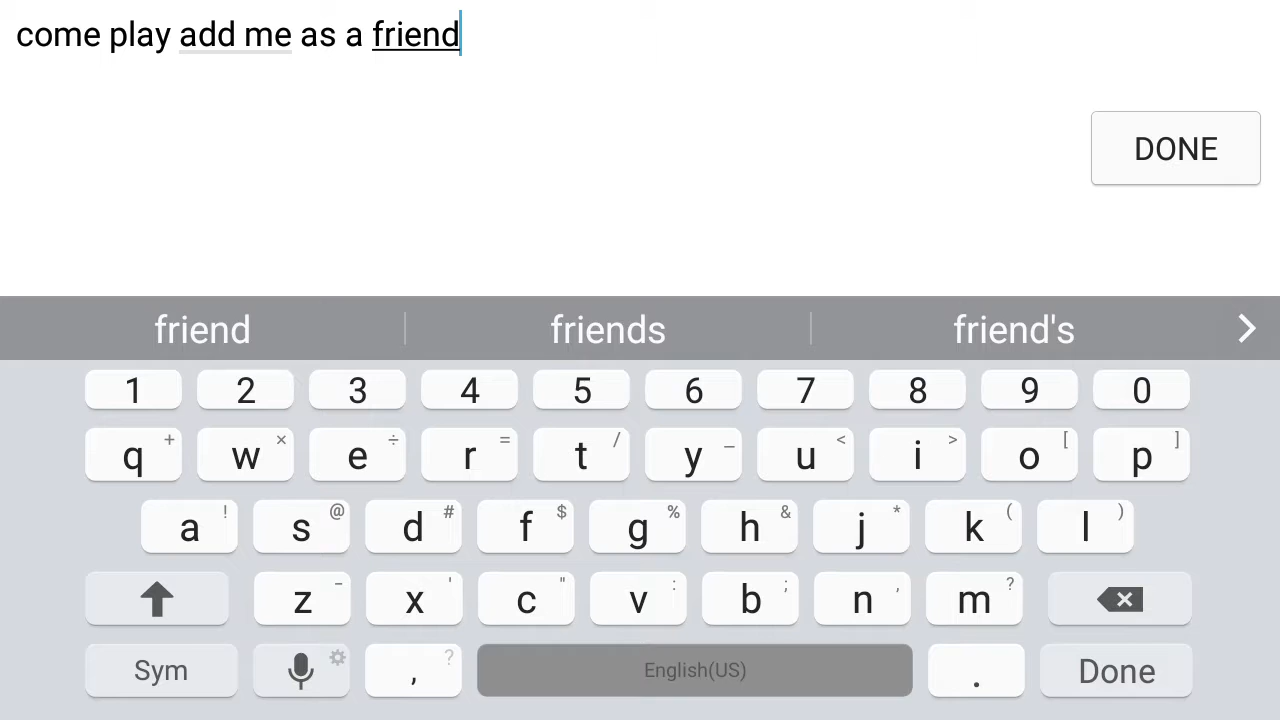 come play add me as a friend
DONE
friend friends friend's
1 2 3 4 5 6 7 8 9 0
q + w × e ÷ r = t / y _ u < i > o [ p ]
a ! s @ d # f $ g % h & j * k ( l )
z - x ' c " v : b ; n , m ?
Sym , ? English(US) . Done